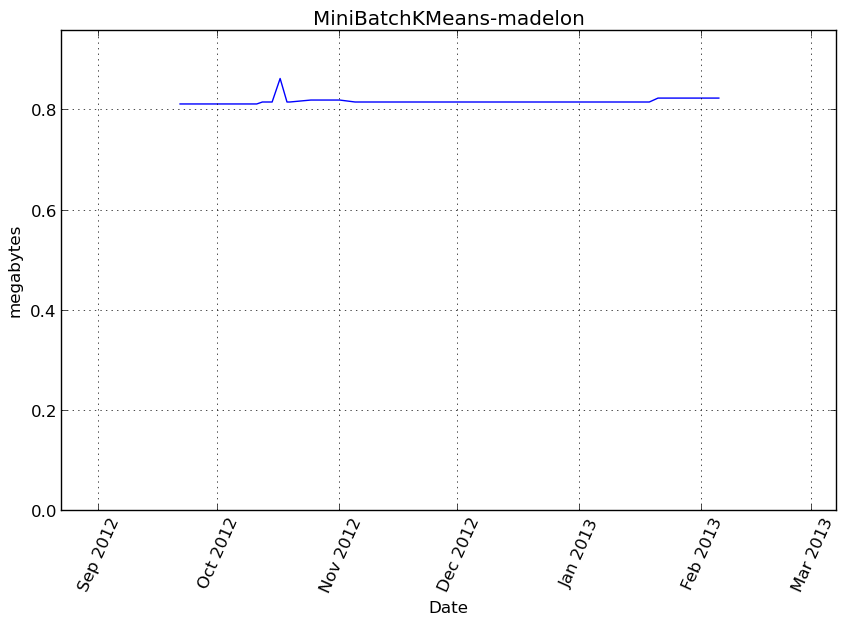 MiniBatchKMeans-madelon
megabytes
0.8
0.6
0.4
0.2
0.0
Sep 2012
Oct 2012
Nov 2012
Dec 2012
Jan 2013
Feb 2013
Mar 2013
Date